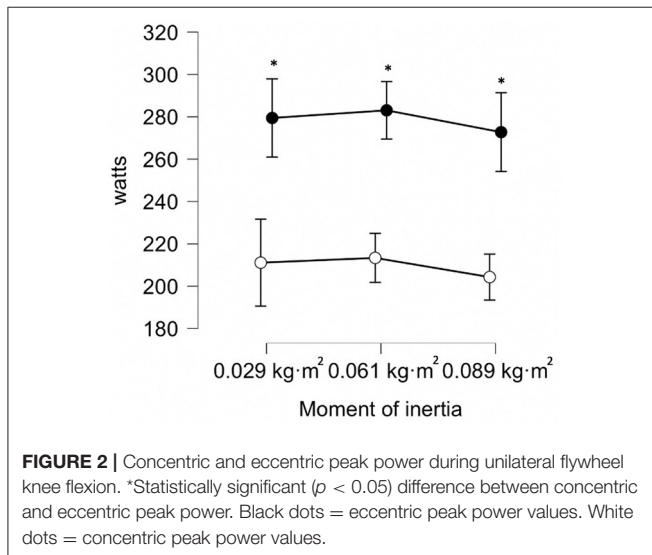 320
* * *
300
280
260
watts
240
220
200
180
0.029 kg·m² 0.061 kg·m² 0.089 kg·m²
Moment of inertia
FIGURE 2 | Concentric and eccentric peak power during unilateral flywheel
knee flexion. *Statistically significant (p < 0.05) difference between concentric
and eccentric peak power. Black dots = eccentric peak power values. White
dots = concentric peak power values.